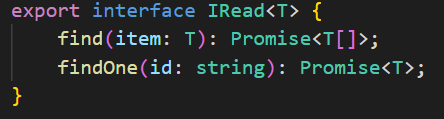 export interface IRead<T> {
    find(item: T): Promise<T[]>;
    findOne(id: string): Promise<T>;
}